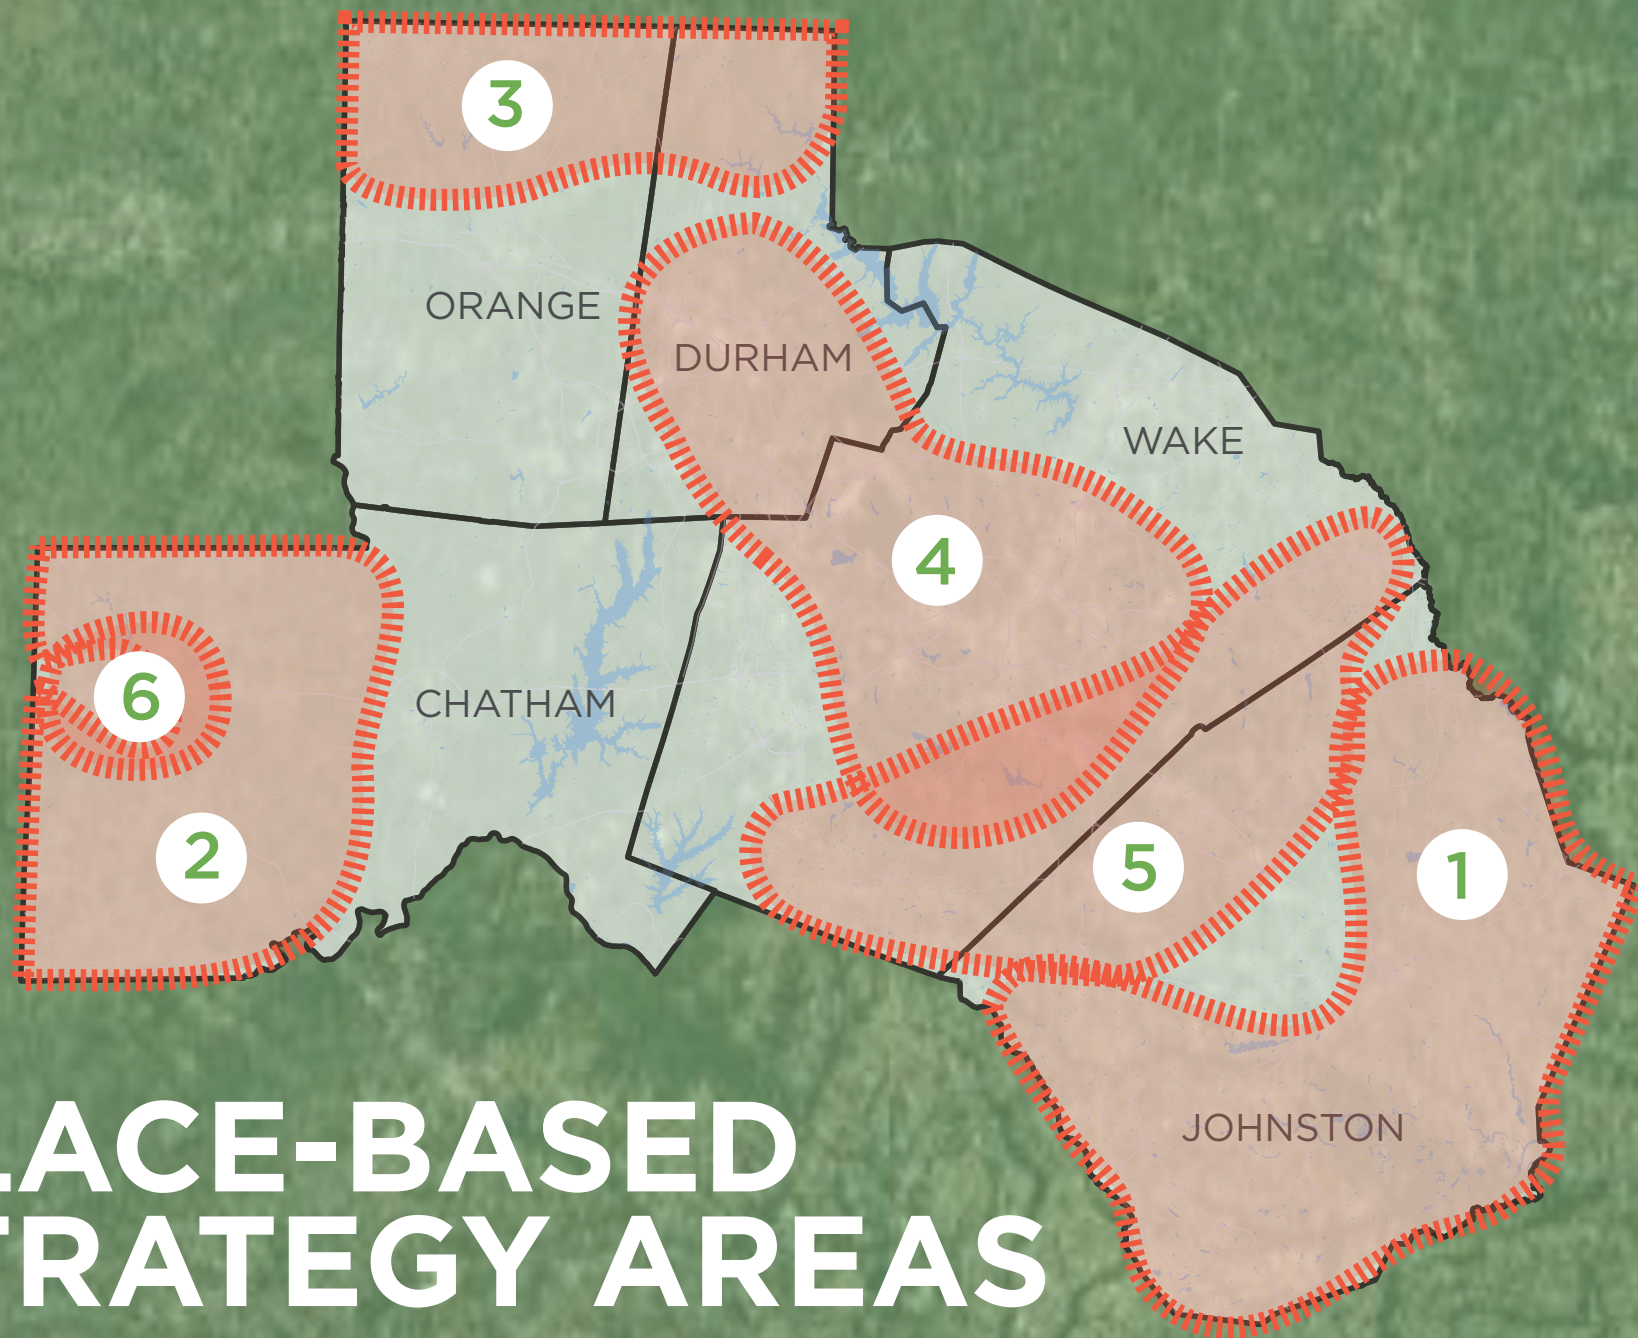 3
ORANGE
DURHAM
WAKE
4
6
CHATHAM
2
5
1
JOHNSTON
LACE-BASED
TRATEGY AREAS